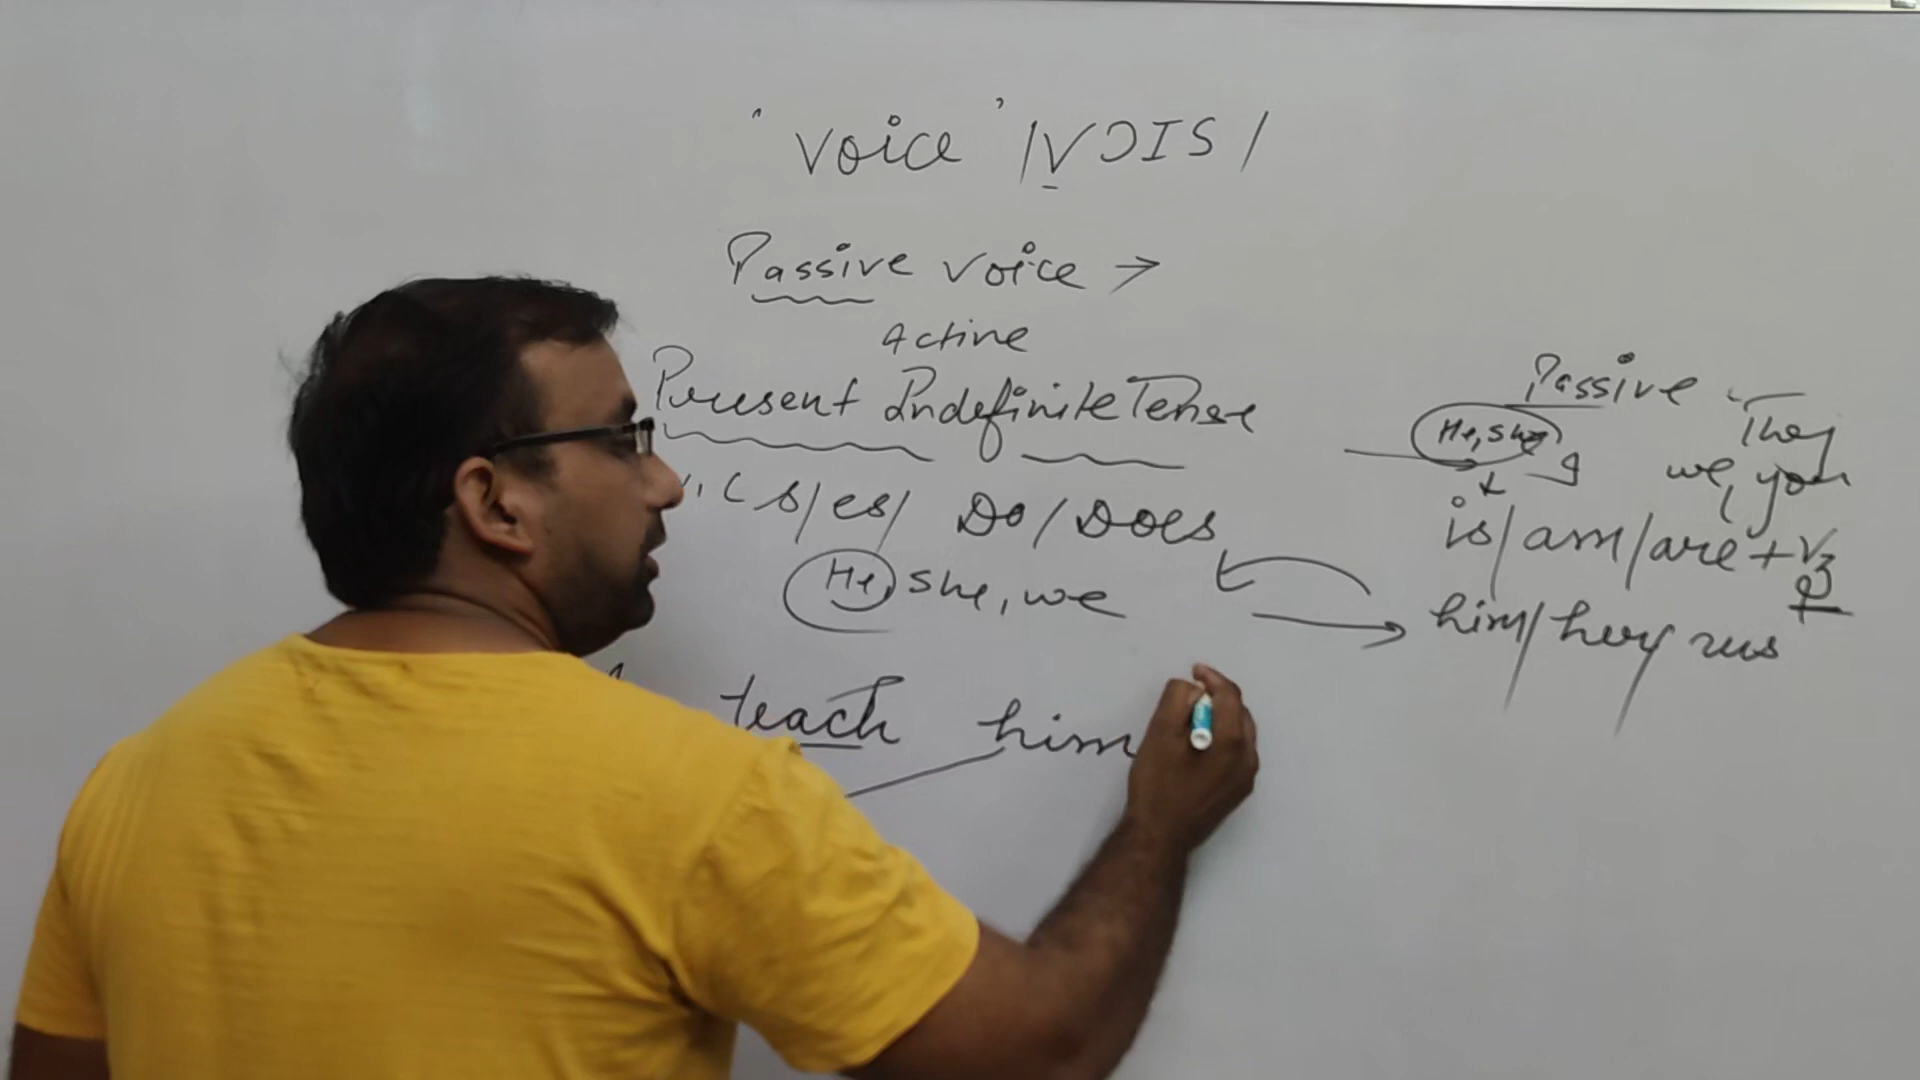 'Voice' /VOIS/
Passive Voice →
Active
Present Indefinite Tense
s/es/ Do/Does
He, she, we
teach him
Passive
He, she, I They
we, you
is/am/are + V3
him/her/ us